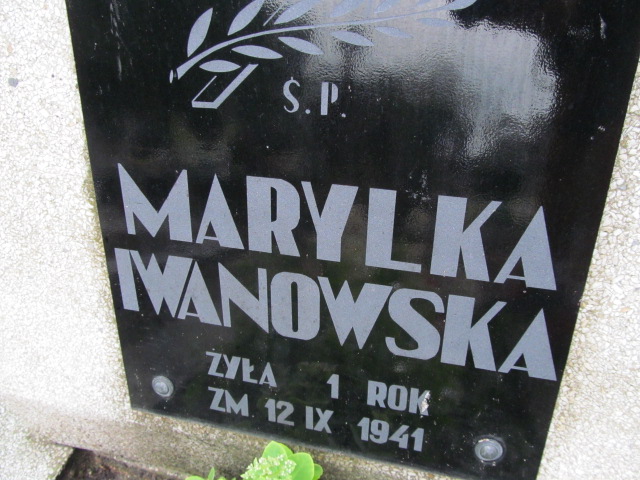 Ś.P.
MARYLKA
IWANOWSKA
ŻYŁA 1 ROK
ZM 12 IX 1941